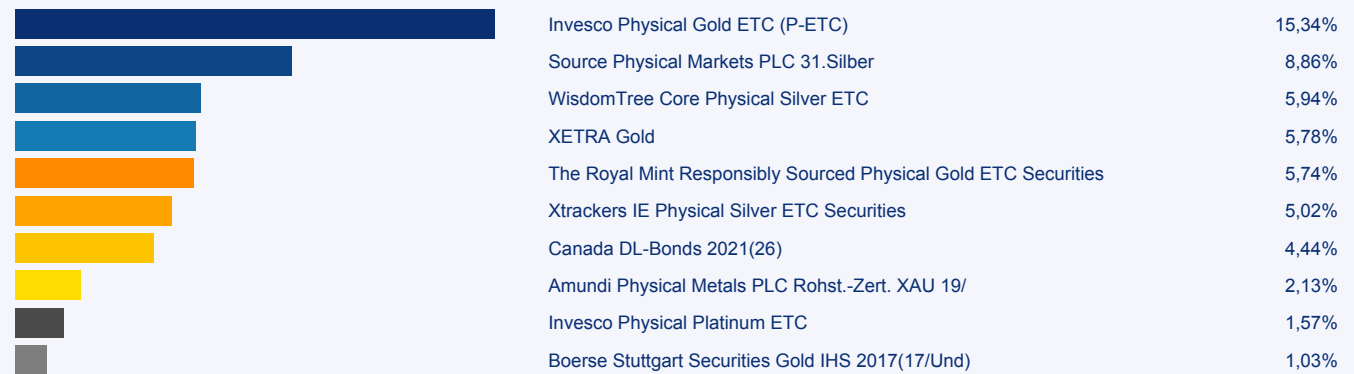 Invesco Physical Gold ETC (P-ETC) 15,34%
Source Physical Markets PLC 31.Silber 8,86%
WisdomTree Core Physical Silver ETC 5,94%
XETRA Gold 5,78%
The Royal Mint Responsibly Sourced Physical Gold ETC Securities 5,74%
Xtrackers IE Physical Silver ETC Securities 5,02%
Canada DL-Bonds 2021(26) 4,44%
Amundi Physical Metals PLC Rohst.-Zert. XAU 19/ 2,13%
Invesco Physical Platinum ETC 1,57%
Boerse Stuttgart Securities Gold IHS 2017(17/Und) 1,03%